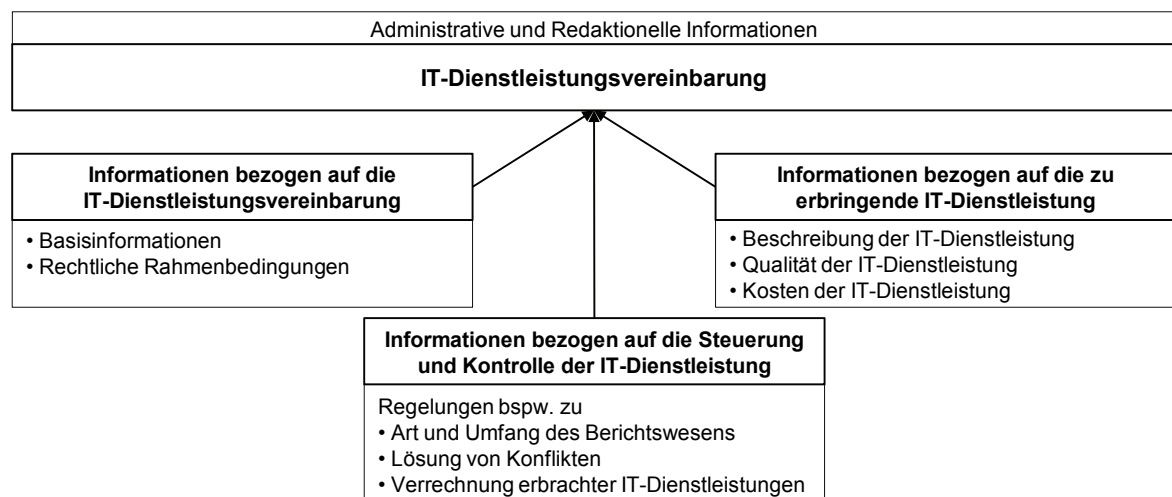 Administrative und Redaktionelle Informationen
IT-Dienstleistungsvereinbarung
Informationen bezogen auf die
IT-Dienstleistungsvereinbarung
• Basisinformationen
• Rechtliche Rahmenbedingungen
Informationen bezogen auf die zu
erbringende IT-Dienstleistung
• Beschreibung der IT-Dienstleistung
• Qualität der IT-Dienstleistung
• Kosten der IT-Dienstleistung
Informationen bezogen auf die Steuerung
und Kontrolle der IT-Dienstleistung
Regelungen bspw. zu
• Art und Umfang des Berichtswesens
• Lösung von Konflikten
• Verrechnung erbrachter IT-Dienstleistungen